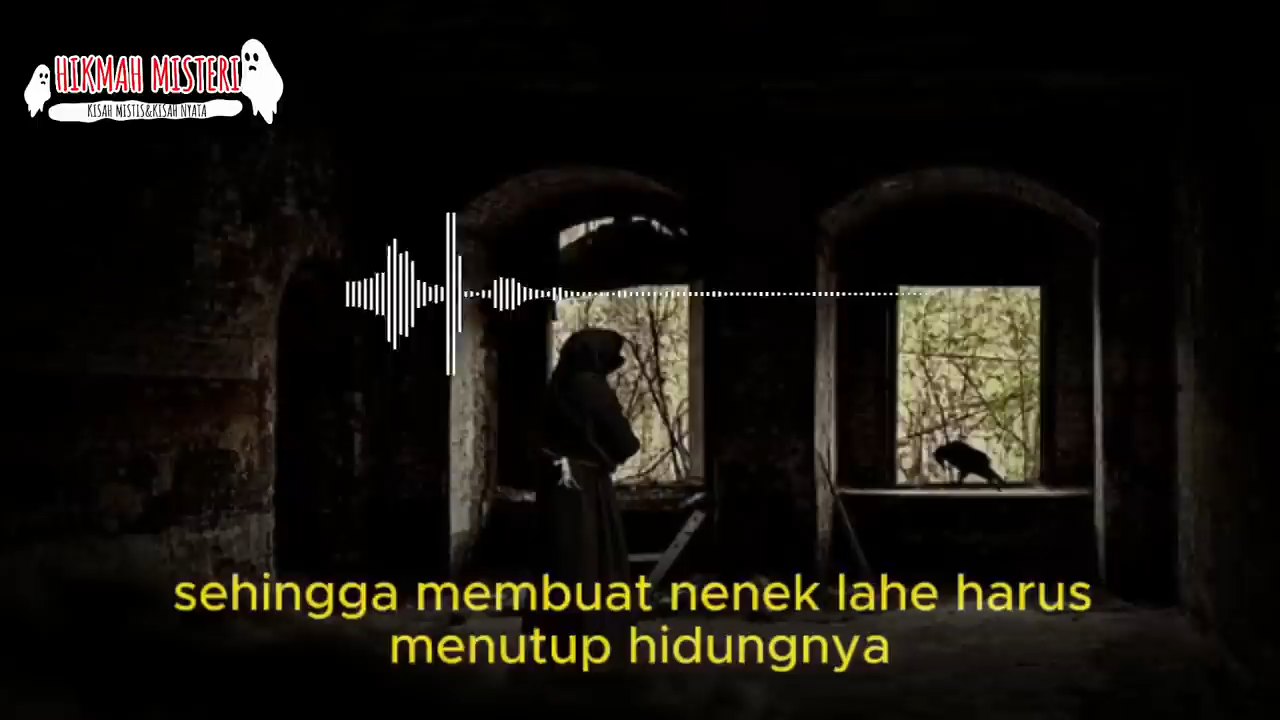 HIKMAH MISTERI
KISAH MISTIS&KISAH NYATA
sehingga membuat nenek lahe harus
menutup hidungnya